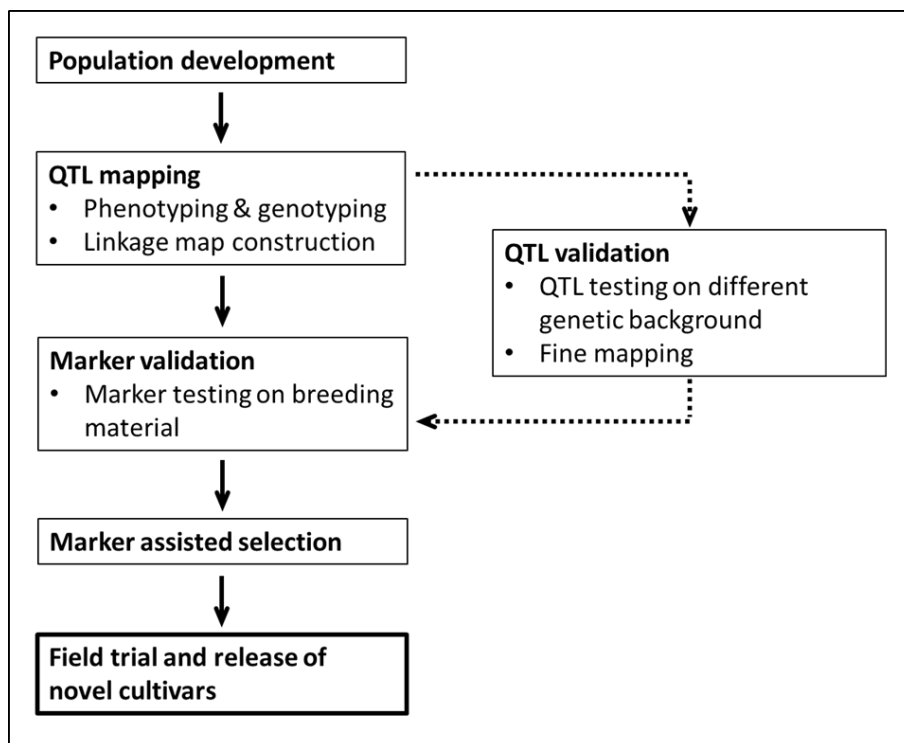 Population development
QTL mapping
• Phenotyping & genotyping
• Linkage map construction
QTL validation
• QTL testing on different
genetic background
• Fine mapping
Marker validation
• Marker testing on breeding
material
Marker assisted selection
Field trial and release of
novel cultivars